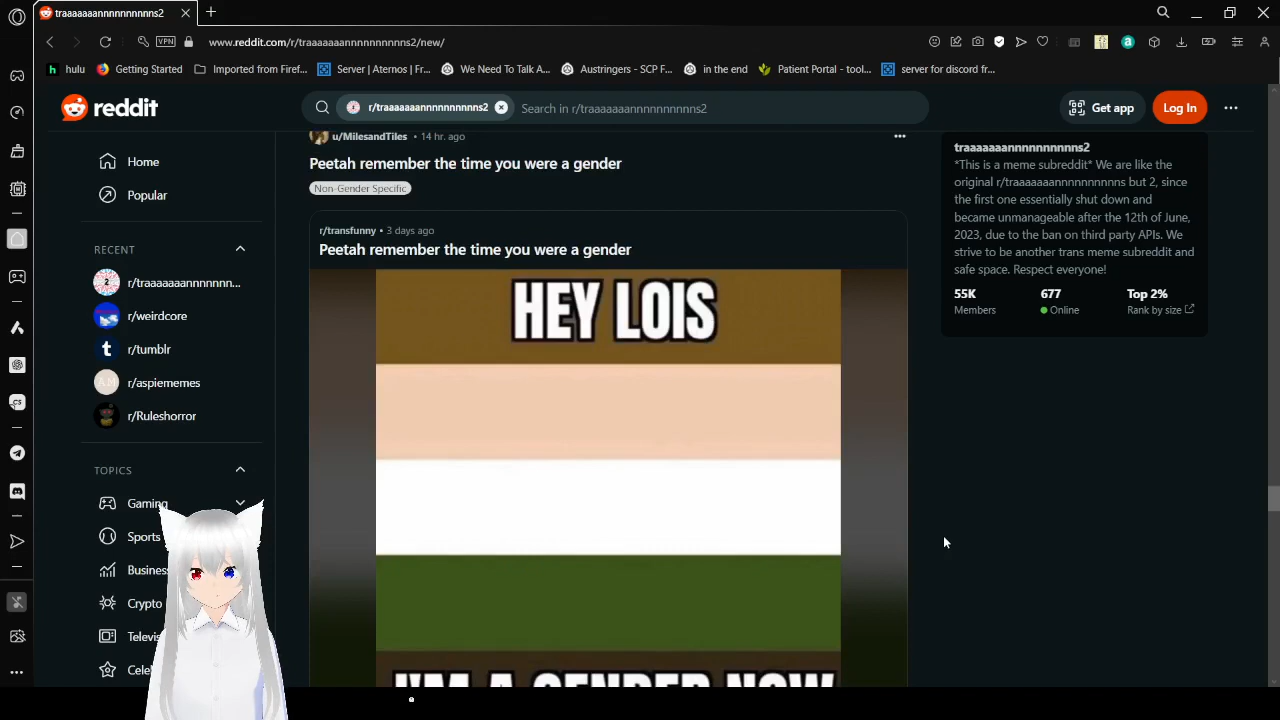 traaaaaaannnnnnnnnns2
www.reddit.com/r/traaaaaaannnnnnnnnns2/new/
VPN
hulu
Getting Started
Imported from Firef...
Server | Aternos | Fr...
We Need To Talk A...
Austringers - SCP F...
in the end
Patient Portal - tool...
server for discord fr...
reddit
r/traaaaaaannnnnnnnnns2
Search in r/traaaaaaannnnnnnnnns2
Get app
Log In
Home
Popular
RECENT
r/traaaaaaannnnnnn...
r/weirdcore
r/tumblr
r/aspiememes
r/Ruleshorror
TOPICS
Gaming
Sports
Business
Crypto
Televis
Celeb
u/MilesandTiles • 14 hr. ago
Peetah remember the time you were a gender
Non-Gender Specific
r/transfunny • 3 days ago
Peetah remember the time you were a gender
HEY LOIS
I'M A GENDER NOW
traaaaaaannnnnnnnnns2
*This is a meme subreddit* We are like the
original r/traaaaaaannnnnnnnnns but 2, since
the first one essentially shut down and
became unmanageable after the 12th of June,
2023, due to the ban on third party APIs. We
strive to be another trans meme subreddit and
safe space. Respect everyone!
55K
Members
677
Online
Top 2%
Rank by size